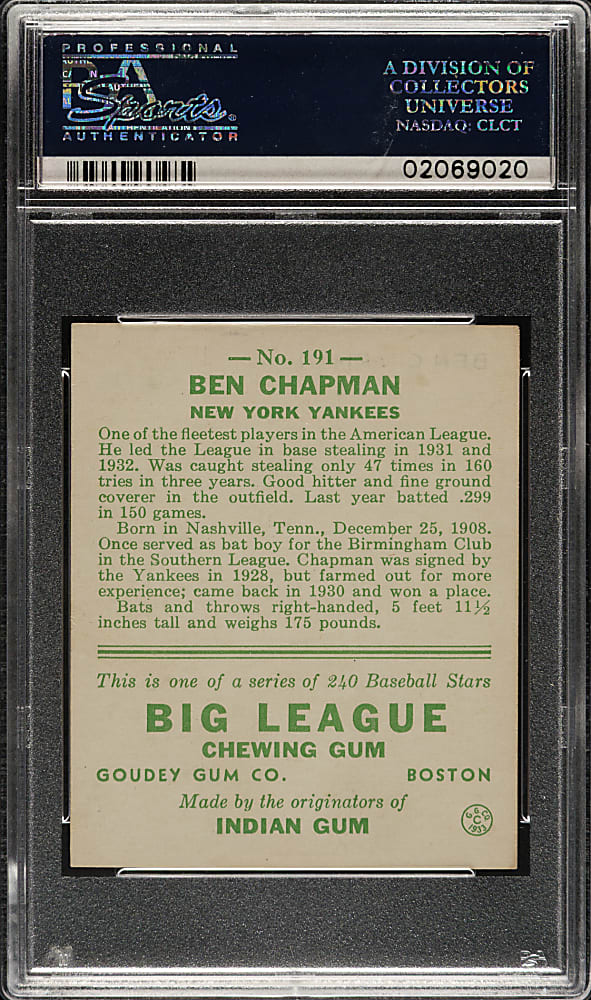 PROFESSIONAL
PSA
Sports
AUTHENTICATOR
A DIVISION OF
COLLECTORS
UNIVERSE
NASDAQ: CLCT
02069020
— No. 191 —
BEN CHAPMAN
NEW YORK YANKEES
One of the fleetest players in the American League.
He led the League in base stealing in 1931 and
1932. Was caught stealing only 47 times in 160
tries in three years. Good hitter and fine ground
coverer in the outfield. Last year batted .299
in 150 games.
Born in Nashville, Tenn., December 25, 1908.
Once served as bat boy for the Birmingham Club
in the Southern League. Chapman was signed by
the Yankees in 1928, but farmed out for more
experience; came back in 1930 and won a place.
Bats and throws right-handed, 5 feet 11½
inches tall and weighs 175 pounds.
This is one of a series of 240 Baseball Stars
BIG LEAGUE
CHEWING GUM
GOUDEY GUM CO. BOSTON
Made by the originators of
INDIAN GUM
G. G. CO.
C
1933